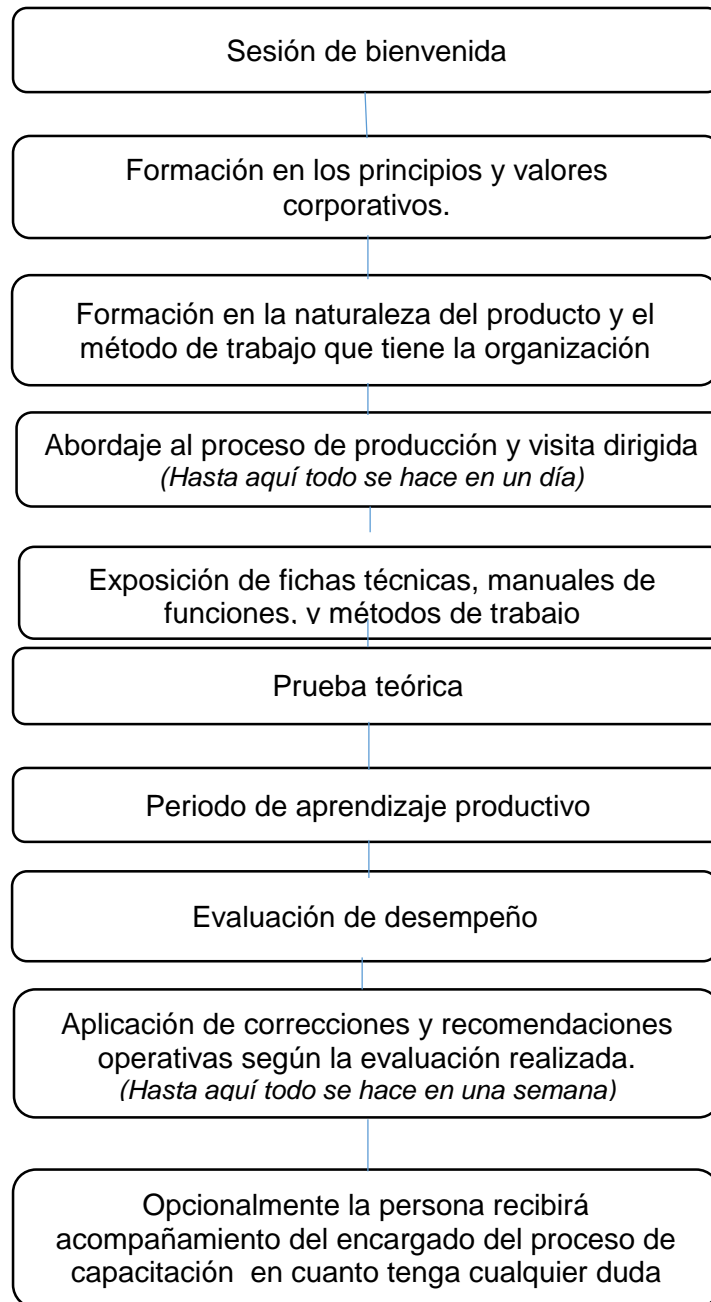 Sesión de bienvenida
Formación en los principios y valores
corporativos.
Formación en la naturaleza del producto y el
método de trabajo que tiene la organización
Abordaje al proceso de producción y visita dirigida
(Hasta aquí todo se hace en un día)
Exposición de fichas técnicas, manuales de
funciones, y métodos de trabajo
Prueba teórica
Periodo de aprendizaje productivo
Evaluación de desempeño
Aplicación de correcciones y recomendaciones
operativas según la evaluación realizada.
(Hasta aquí todo se hace en una semana)
Opcionalmente la persona recibirá
acompañamiento del encargado del proceso de
capacitación  en cuanto tenga cualquier duda